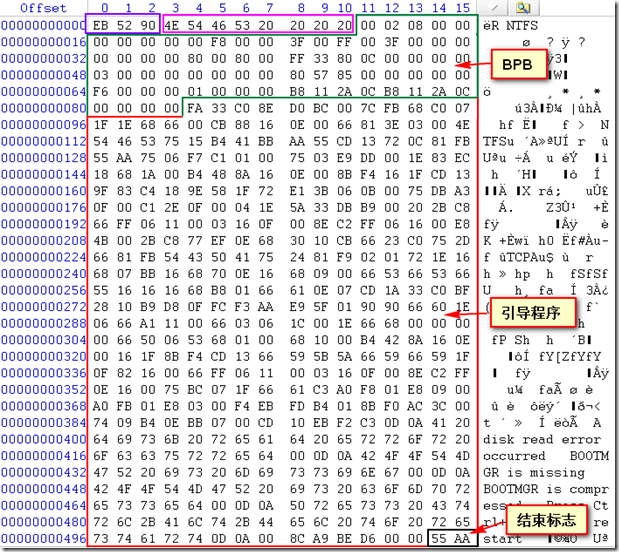 Offset 0 1 2 3 4 5 6 7 8 9 10 11 12 13 14 15
00000000000 EB 52 90 4E 54 46 53 20 20 20 20 00 02 08 00 00 ëR NTFS
00000000016 00 00 00 00 00 F8 00 00 3F 00 FF 00 3F 00 00 00 ø ? ÿ ?
00000000032 00 00 00 00 80 00 80 00 FF 33 80 0C 00 00 00 00
00000000048 03 00 00 00 00 00 00 00 80 57 85 00 00 00 00 00
00000000064 F6 00 00 00 01 00 00 00 B8 11 2A 0C B8 11 2A 0C
00000000080 00 00 00 00 FA 33 C0 8E D0 BC 00 7C FB 68 C0 07
00000000096 1F 1E 68 66 00 CB 88 16 0E 00 66 81 3E 03 00 4E hf Ë f > N
00000000112 54 46 53 75 15 B4 41 BB AA 55 CD 13 72 0C 81 FB TFSu ´A»ªUÍ r û
00000000128 55 AA 75 06 F7 C1 01 00 75 03 E9 DD 00 1E 83 EC Uªu ÷Á u éÝ ì
00000000144 18 68 1A 00 B4 48 8A 16 0E 00 8B F4 16 1F CD 13 h ´H ô Í
00000000160 9F 83 C4 18 9E 58 1F 72 E1 3B 06 0B 00 75 DB A3 Ä X rá; uÛ£
00000000176 0F 00 C1 2E 0F 00 04 1E 5A 33 DB B9 00 20 2B C8 Á. Z3Û¹ +È
00000000192 66 FF 06 11 00 03 16 0F 00 8E C2 FF 06 16 00 E8 fÿ Âÿ è
00000000208 4B 00 2B C8 77 EF 0E 68 30 10 CB 66 23 C0 75 2D K +Èwï h0 Ëf#Àu-
00000000224 66 81 FB 54 43 50 41 75 24 81 F9 02 01 72 1E 16 f ûTCPAu$ ù r
00000000240 68 07 BB 16 68 70 0E 16 68 09 00 66 53 66 53 66 h » hp h fSfSf
00000000256 55 16 16 16 68 B8 01 66 61 0E 07 CD 1A 33 C0 BF U h¸ fa Í 3À¿
00000000272 28 10 B9 D8 0F FC F3 AA E9 5F 01 90 90 66 60 1E
00000000288 06 66 A1 11 00 66 03 06 1C 00 1E 66 68 00 00 00
00000000304 00 66 50 06 53 68 01 00 68 10 00 B4 42 8A 16 0E fP Sh h ´B
00000000320 00 16 1F 8B F4 CD 13 66 59 5B 5A 66 59 66 59 1F ôÍ fY[ZfYfY
00000000336 0F 82 16 00 66 FF 06 11 00 03 16 0F 00 8E C2 FF fÿ Âÿ
00000000352 0E 16 00 75 BC 07 1F 66 61 C3 A0 F8 01 E8 09 00 u¼ faà ø è
00000000368 A0 FB 01 E8 03 00 F4 EB FD B4 01 8B F0 AC 3C 00 û è ôëý´ ð¬<
00000000384 74 09 B4 0E BB 07 00 CD 10 EB F2 C3 0D 0A 41 20 t ´ » Í ëòà A
00000000400 64 69 73 6B 20 72 65 61 64 20 65 72 72 6F 72 20 disk read error
00000000416 6F 63 63 75 72 72 65 64 00 0D 0A 42 4F 4F 54 4D occurred BOOTM
00000000432 47 52 20 69 73 20 6D 69 73 73 69 6E 67 00 0D 0A GR is missing
00000000448 42 4F 4F 54 4D 47 52 20 69 73 20 63 6F 6D 70 72 BOOTMGR is compr
00000000464 65 73 73 65 64 00 0D 0A 50 72 65 73 73 20 43 74
00000000480 72 6C 2B 41 6C 74 2B 44 65 6C 20 74 6F 20 72 65
00000000496 73 74 61 72 74 0D 0A 00 8C A9 BE D6 00 00 55 AA start
BPB
引导程序
结束标志